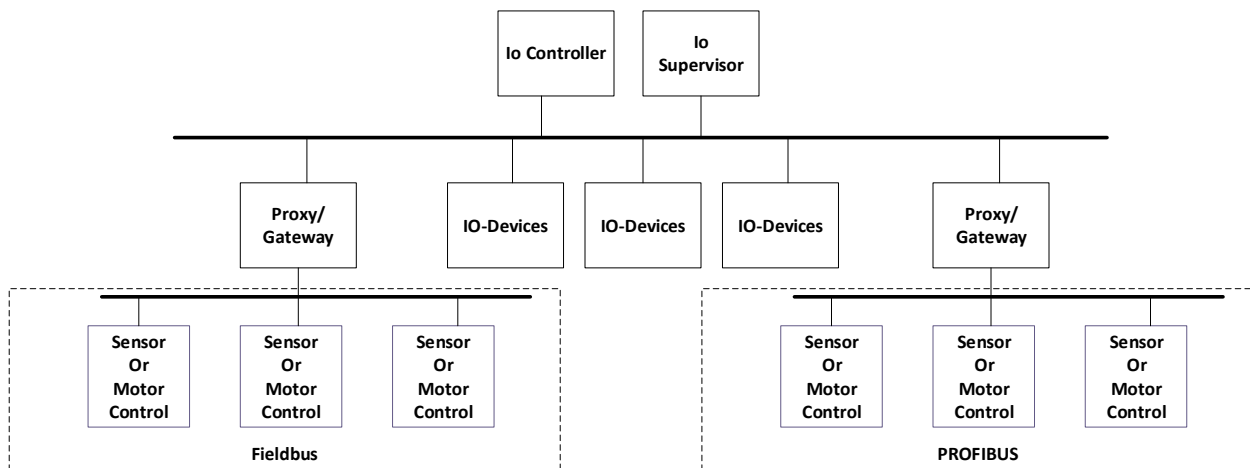 Io Controller
Io
Supervisor
Proxy/
Gateway
IO-Devices
IO-Devices
IO-Devices
Proxy/
Gateway
Sensor
Or
Motor
Control
Sensor
Or
Motor
Control
Sensor
Or
Motor
Control
Sensor
Or
Motor
Control
Sensor
Or
Motor
Control
Sensor
Or
Motor
Control
Fieldbus
PROFIBUS